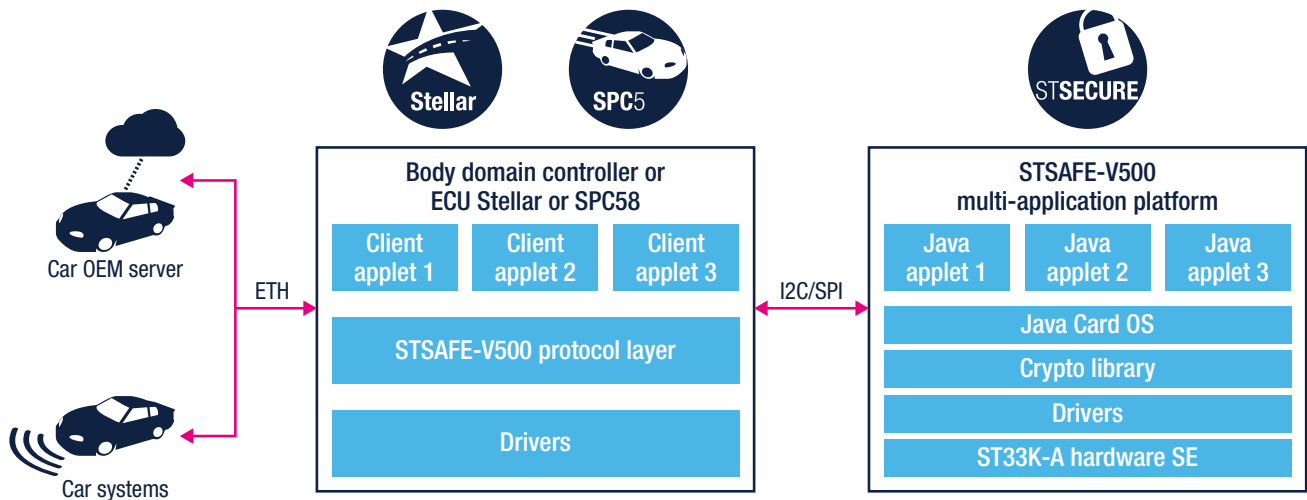 Stellar
SPC5
STSECURE
Body domain controller or
ECU Stellar or SPC58
Client
applet 1
Client
applet 2
Client
applet 3
STSAFE-V500 protocol layer
Drivers
STSAFE-V500
multi-application platform
Java
applet 1
Java
applet 2
Java
applet 3
Java Card OS
Crypto library
Drivers
ST33K-A hardware SE
Car OEM server
ETH
I2C/SPI
Car systems